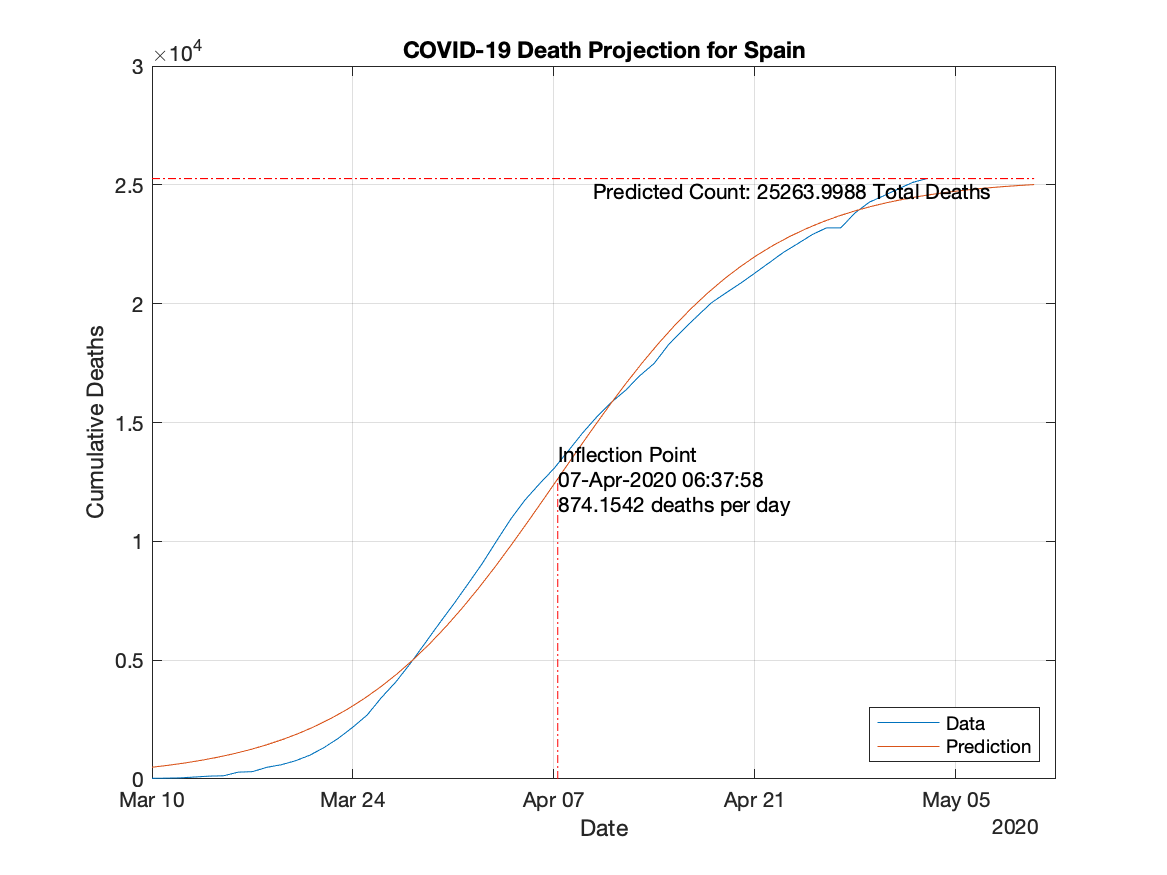 COVID-19 Death Projection for Spain
×10⁴
3
2.5
2
1.5
1
0.5
0
Cumulative Deaths
Predicted Count: 25263.9988 Total Deaths
Inflection Point
07-Apr-2020 06:37:58
874.1542 deaths per day
Data
Prediction
Mar 10 Mar 24 Apr 07 Apr 21 May 05
Date
2020